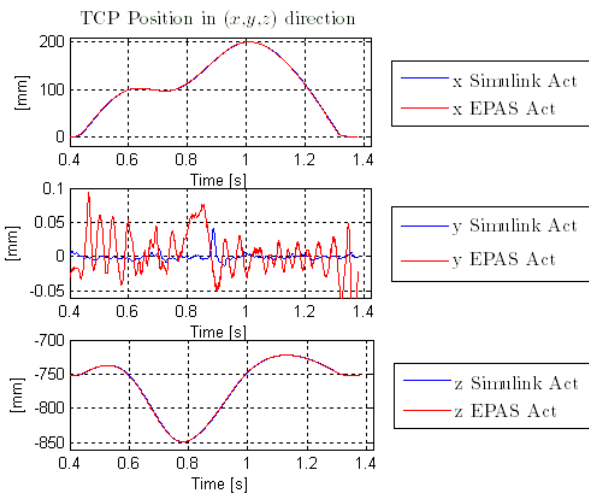 TCP Position in (x,y,z) direction
200
100
0
[mm]
0.4 0.6 0.8 1 1.2 1.4
Time [s]
x Simulink Act
x EPAS Act
0.1
0.05
0
-0.05
[mm]
0.4 0.6 0.8 1 1.2 1.4
Time [s]
y Simulink Act
y EPAS Act
-700
-750
-800
-850
[mm]
0.4 0.6 0.8 1 1.2 1.4
Time [s]
z Simulink Act
z EPAS Act